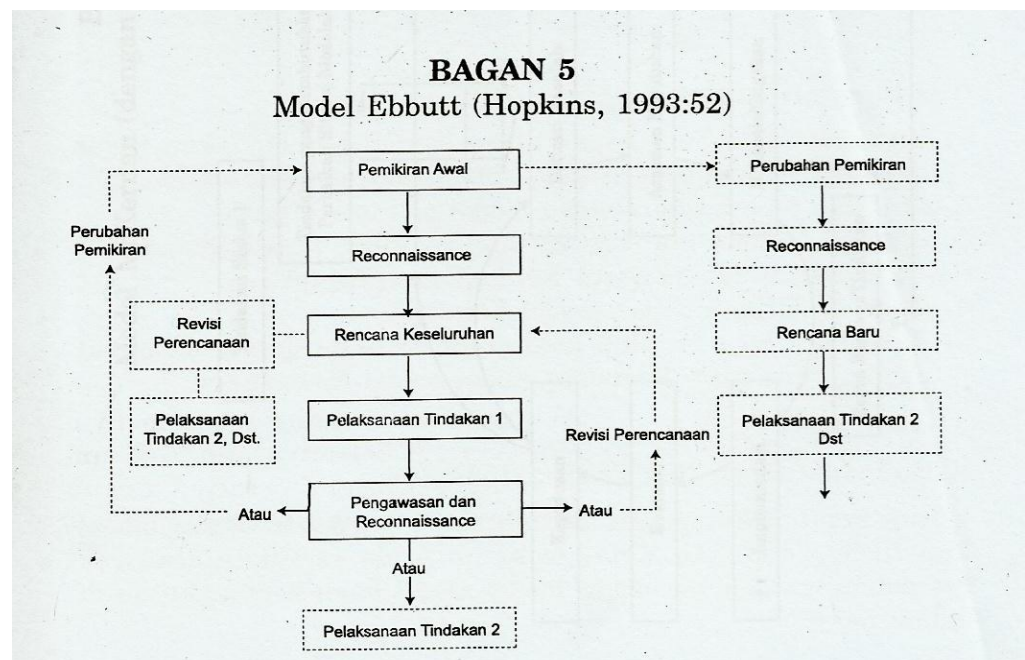 BAGAN 5
Model Ebbutt (Hopkins, 1993:52)
Pemikiran Awal
Perubahan Pemikiran
Perubahan
Pemikiran
Reconnaissance
Reconnaissance
Revisi
Perencanaan
Rencana Keseluruhan
Rencana Baru
Pelaksanaan
Tindakan 2, Dst.
Pelaksanaan Tindakan 1
Revisi Perencanaan
Pelaksanaan Tindakan 2
Dst
Atau
Pengawasan dan
Reconnaissance
Atau
Atau
Pelaksanaan Tindakan 2